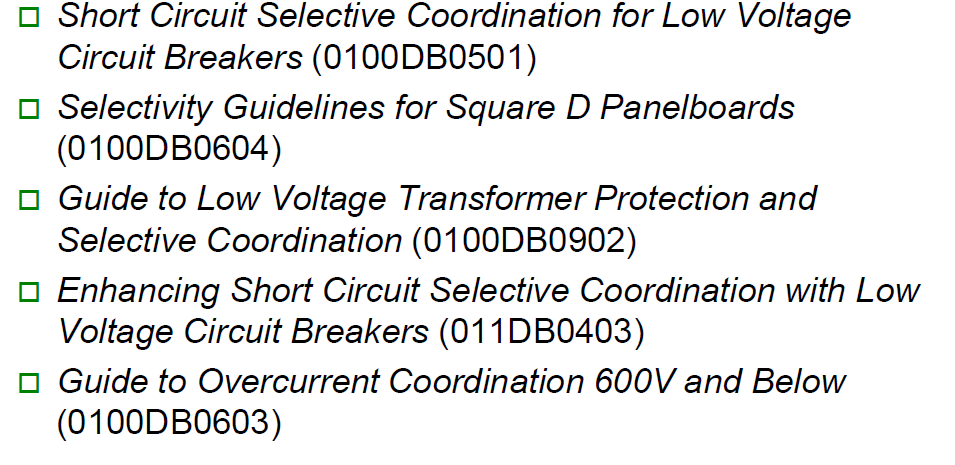 Short Circuit Selective Coordination for Low Voltage
Circuit Breakers (0100DB0501)
Selectivity Guidelines for Square D Panelboards
(0100DB0604)
Guide to Low Voltage Transformer Protection and
Selective Coordination (0100DB0902)
Enhancing Short Circuit Selective Coordination with Low
Voltage Circuit Breakers (011DB0403)
Guide to Overcurrent Coordination 600V and Below
(0100DB0603)